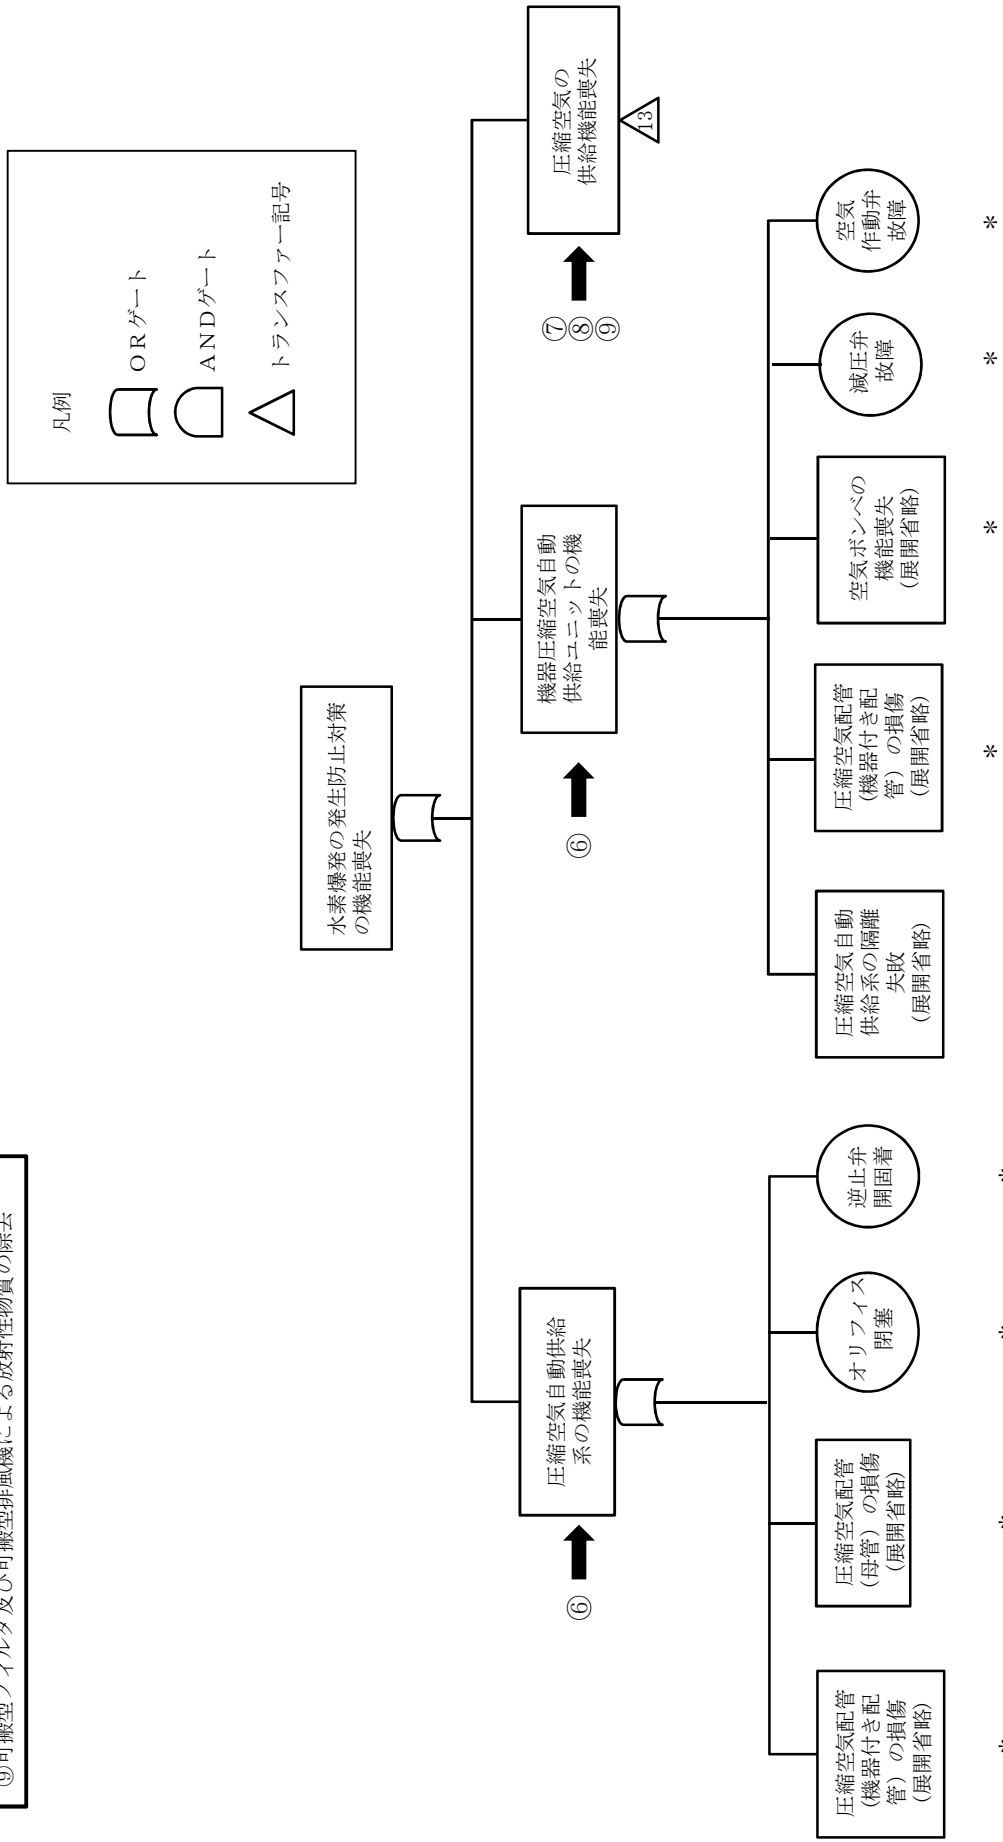 ⑨可搬型フィルタ及び可搬型排風機による放射性物質の除去
凡例
ORゲート
ANDゲート
トランスファー記号
水素爆発の発生防止対策
の機能喪失
⑥
圧縮空気自動供給
系の機能喪失
⑥
機器圧縮空気自動
供給ユニットの機
能喪失
⑦
⑧
⑨
圧縮空気の
供給機能喪失
13
圧縮空気配管
(機器付き配
管)の損傷
(展開省略)
圧縮空気配管
(母管)の損傷
(展開省略)
オリフィス
閉塞
逆止弁
開固着
圧縮空気自動
供給系の隔離
失敗
(展開省略)
圧縮空気配管
(機器付き配
管)の損傷
(展開省略)
空気ボンベの
機能喪失
(展開省略)
減圧弁
故障
空気
作動弁
故障
*
*
*
*
*
*
*
*